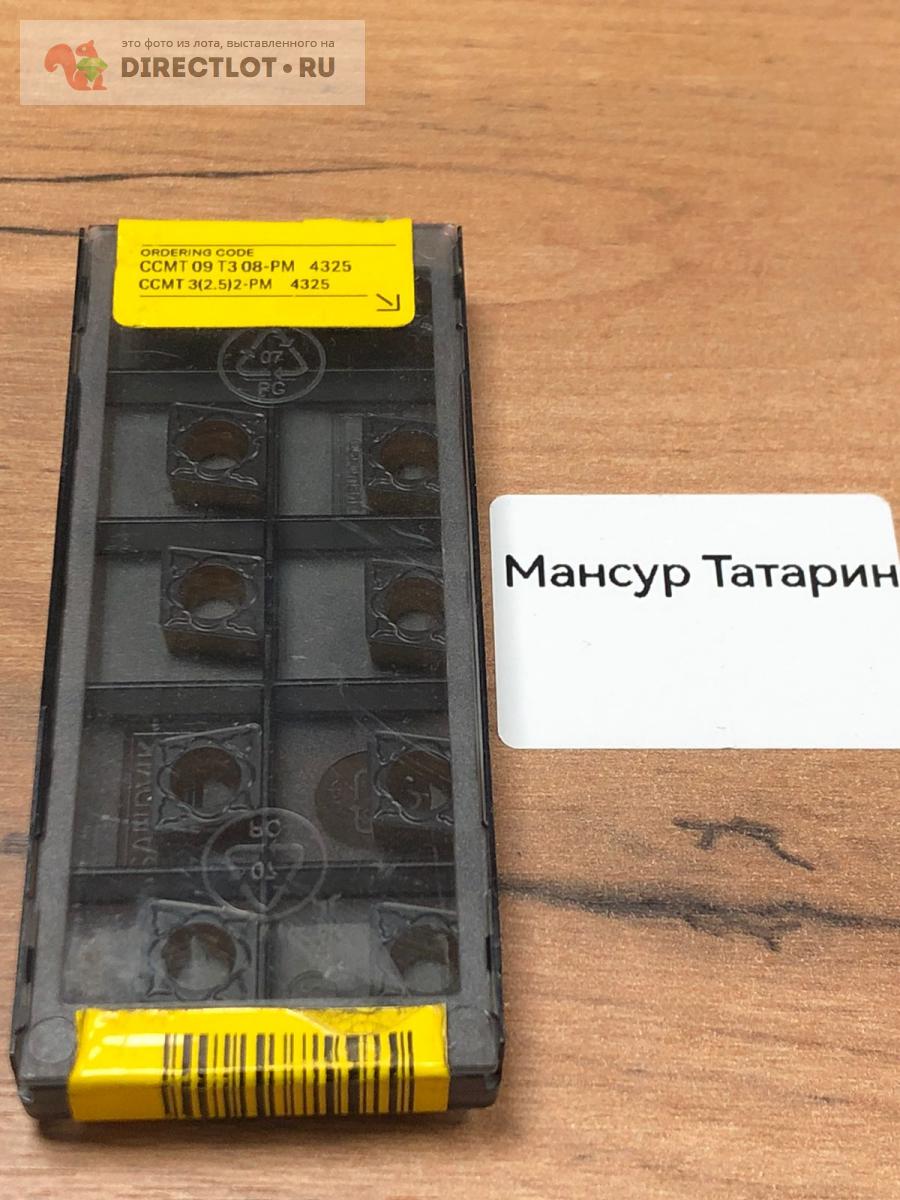 это фото из лота, выставленного на
DIRECTLOT•RU
ORDERING CODE
CCMT 09 T3 08-PM 4325
CCMT 3(2.5)2-PM 4325
07
Мансур Татарин